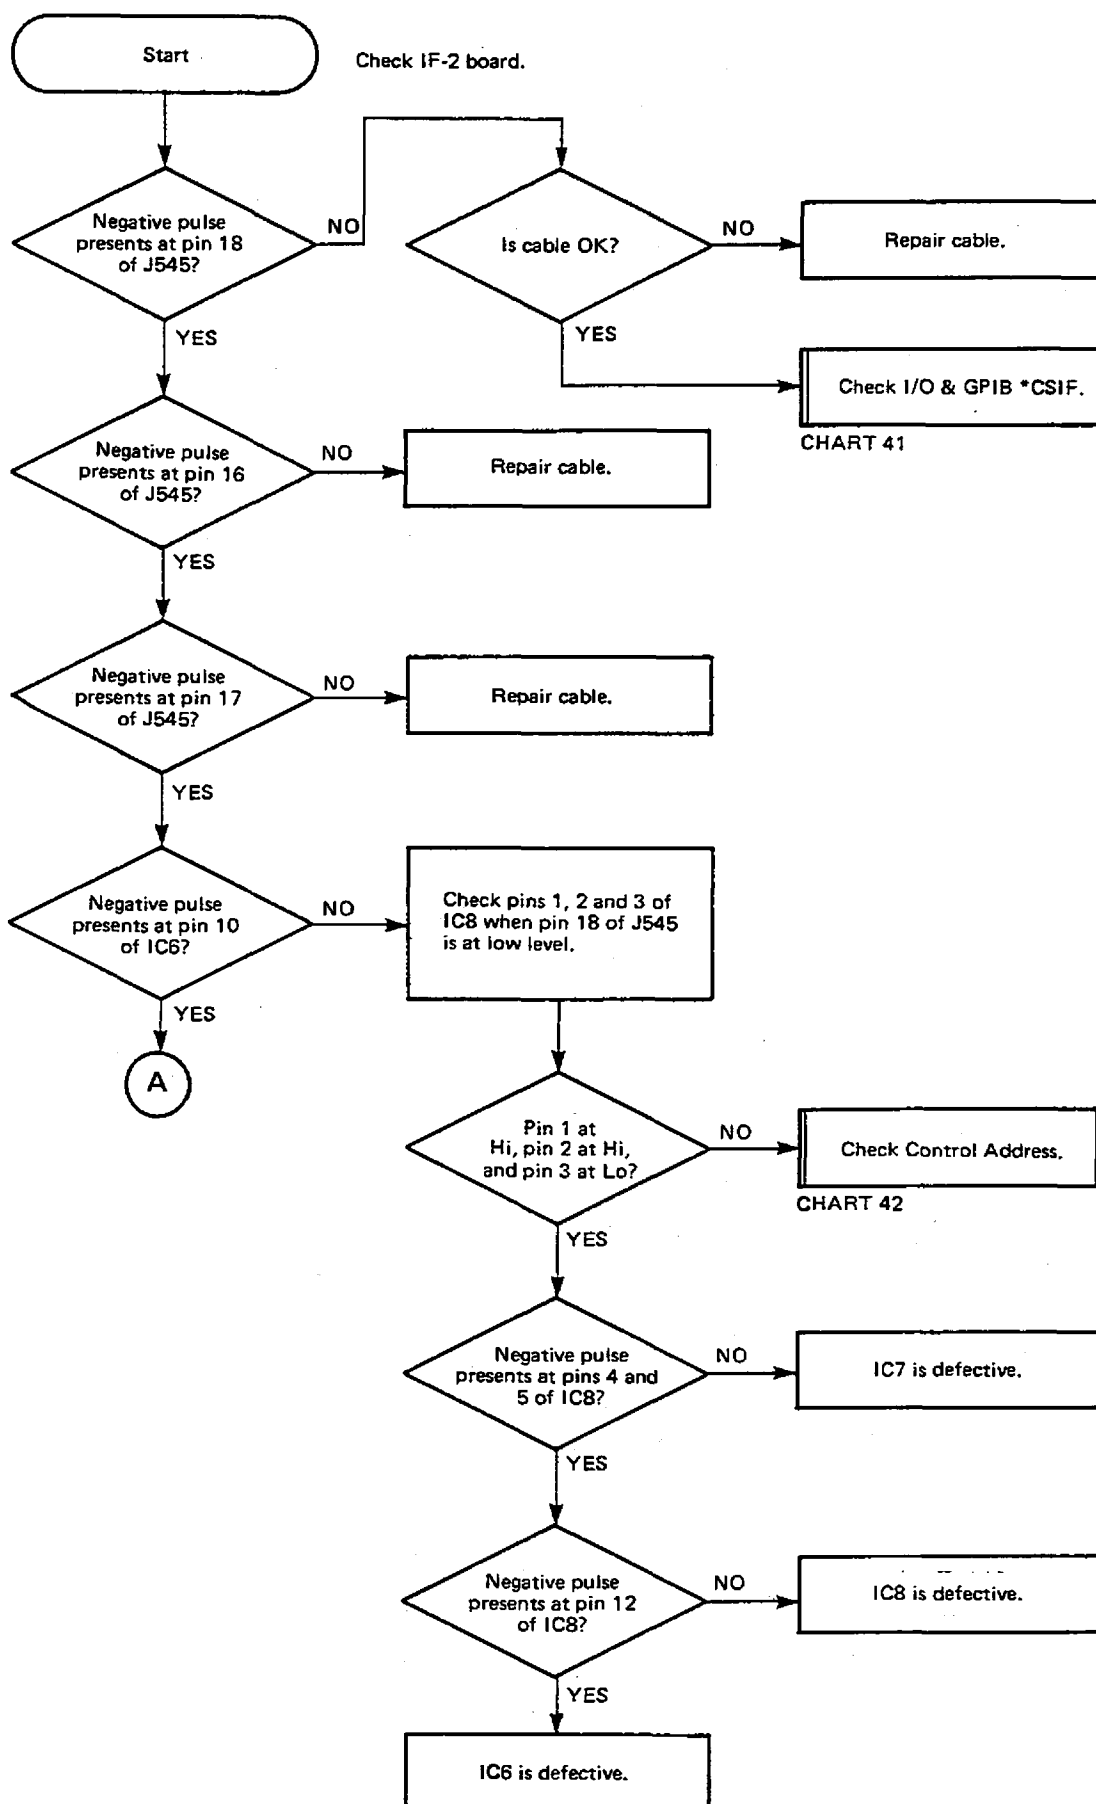 Start
Check IF-2 board.
Negative pulse
presents at pin 18
of J545?
NO
Is cable OK?
NO
Repair cable.
YES
YES
Check I/O & GPIB *CSIF.
CHART 41
Negative pulse
presents at pin 16
of J545?
NO
Repair cable.
YES
Negative pulse
presents at pin 17
of J545?
NO
Repair cable.
YES
Negative pulse
presents at pin 10
of IC6?
NO
Check pins 1, 2 and 3 of
IC8 when pin 18 of J545
is at low level.
YES
A
Pin 1 at
Hi, pin 2 at Hi,
and pin 3 at Lo?
NO
Check Control Address.
CHART 42
YES
Negative pulse
presents at pins 4 and
5 of IC8?
NO
IC7 is defective.
YES
Negative pulse
presents at pin 12
of IC8?
NO
IC8 is defective.
YES
IC6 is defective.